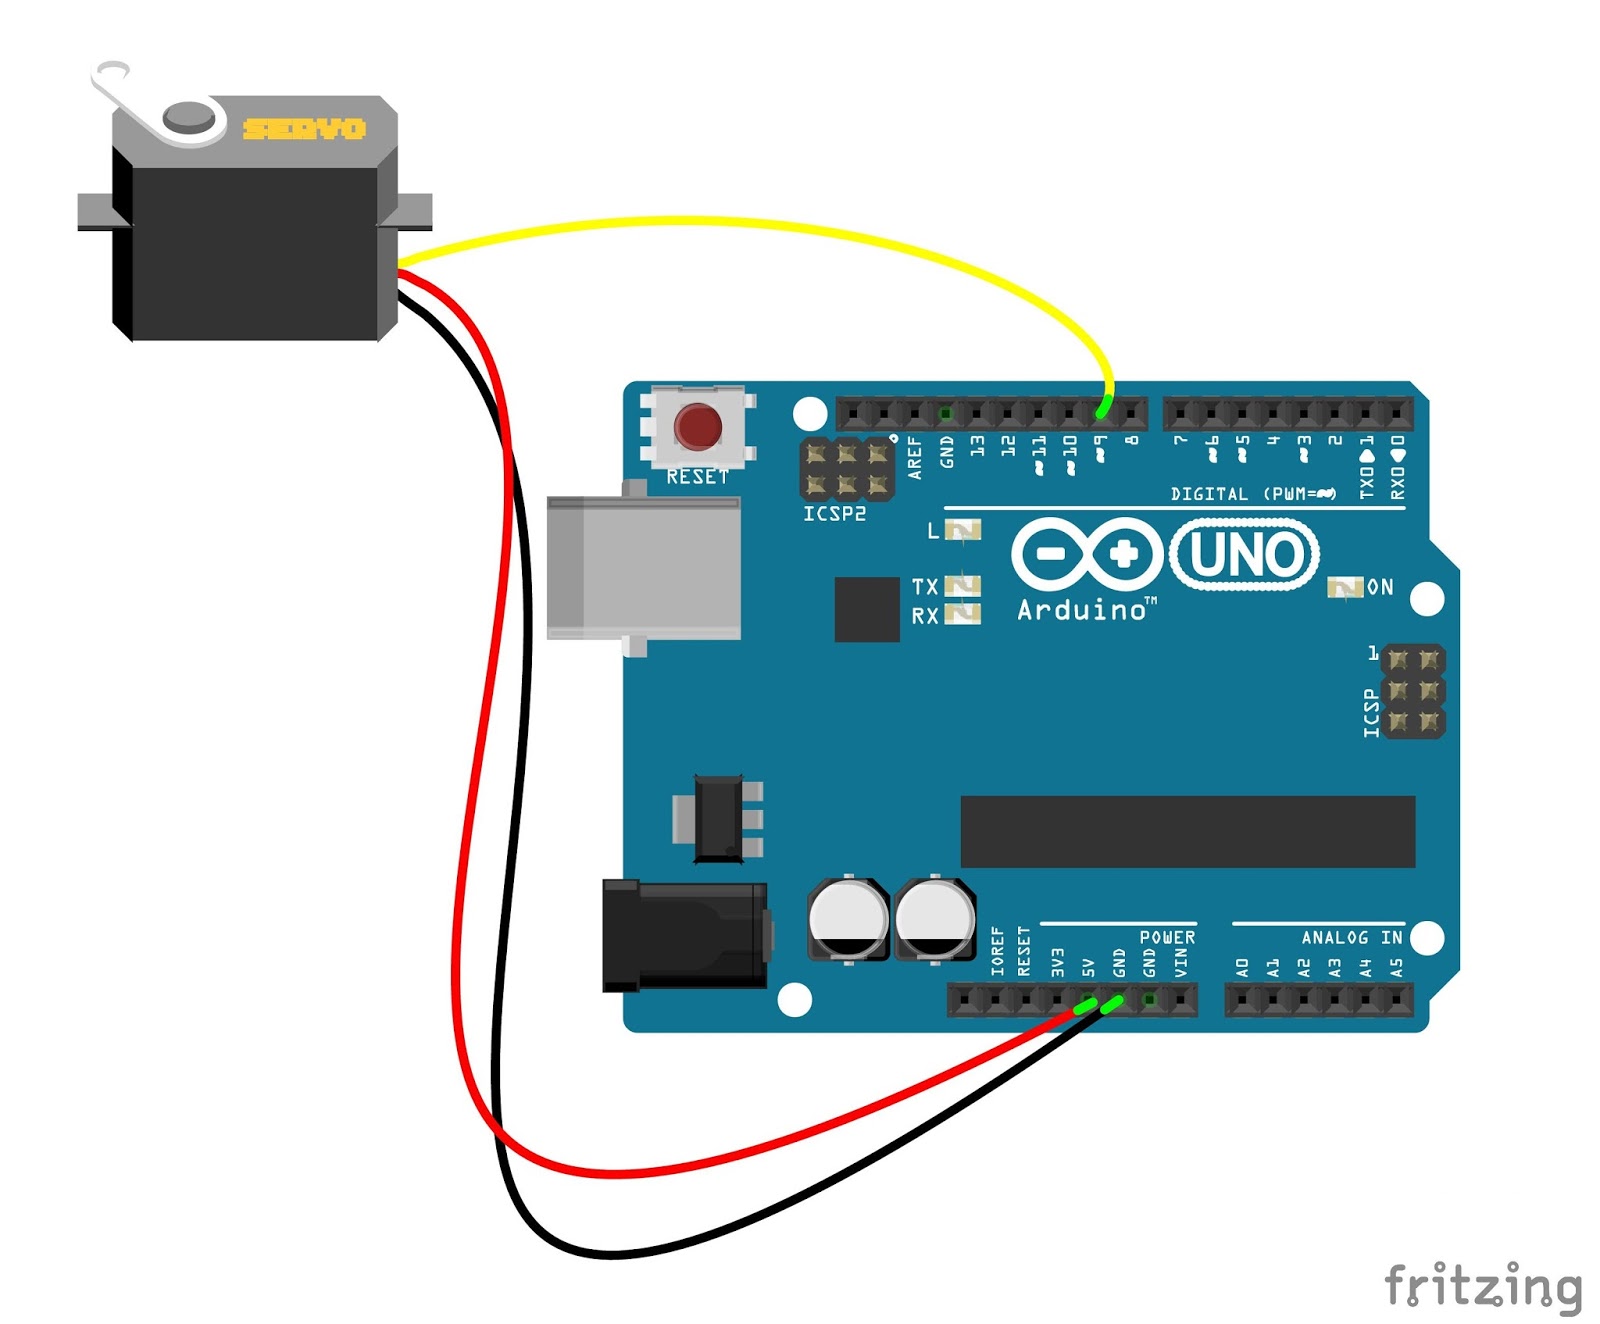 SERVO
RESET
ICSP2
AREF
GND
13
12
~11
~10
~9
8
7
~6
~5
4
~3
2
TX0▶1
RX0◀0
DIGITAL (PWM=~)
L
TX
RX
UNO
Arduino™
ON
1
ICSP
IOREF
RESET
3V3
5V
GND
GND
VIN
POWER
A0
A1
A2
A3
A4
A5
ANALOG IN
fritzing